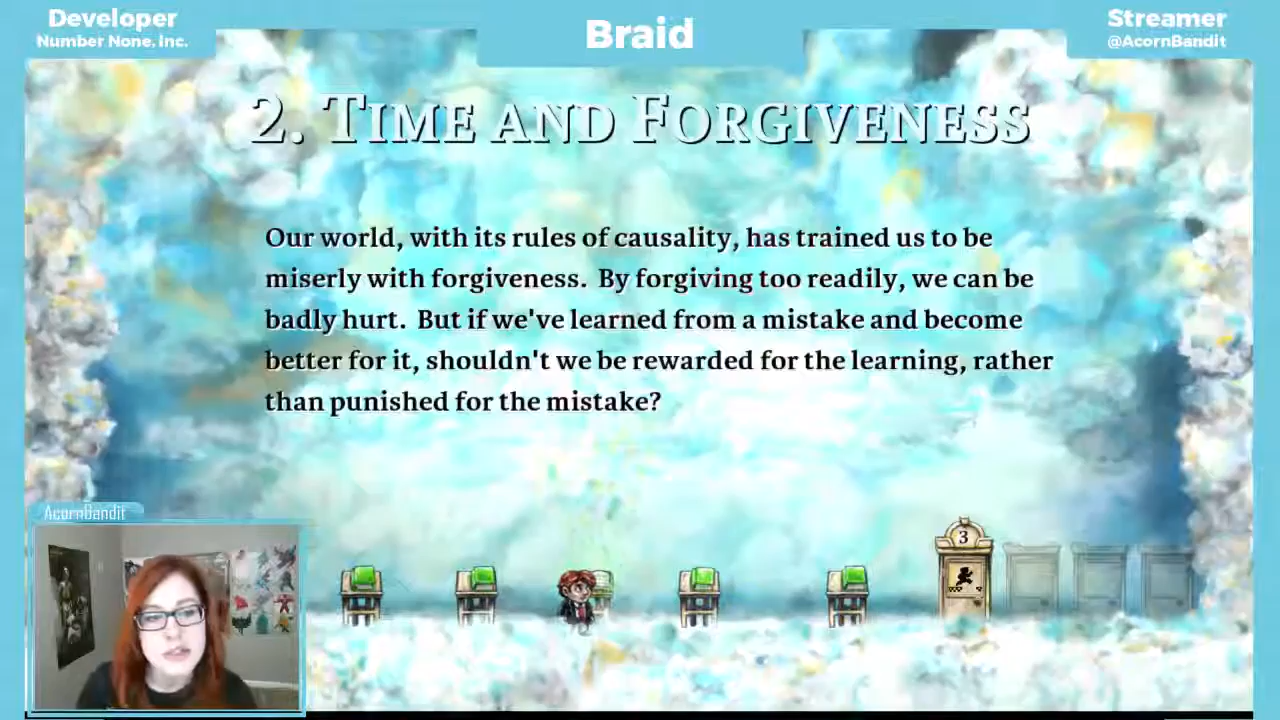 Developer
Number None, Inc.
Braid
Streamer
@AcornBandit
2. Time and Forgiveness
Our world, with its rules of causality, has trained us to be
miserly with forgiveness. By forgiving too readily, we can be
badly hurt. But if we've learned from a mistake and become
better for it, shouldn't we be rewarded for the learning, rather
than punished for the mistake?
3
AcornBandit